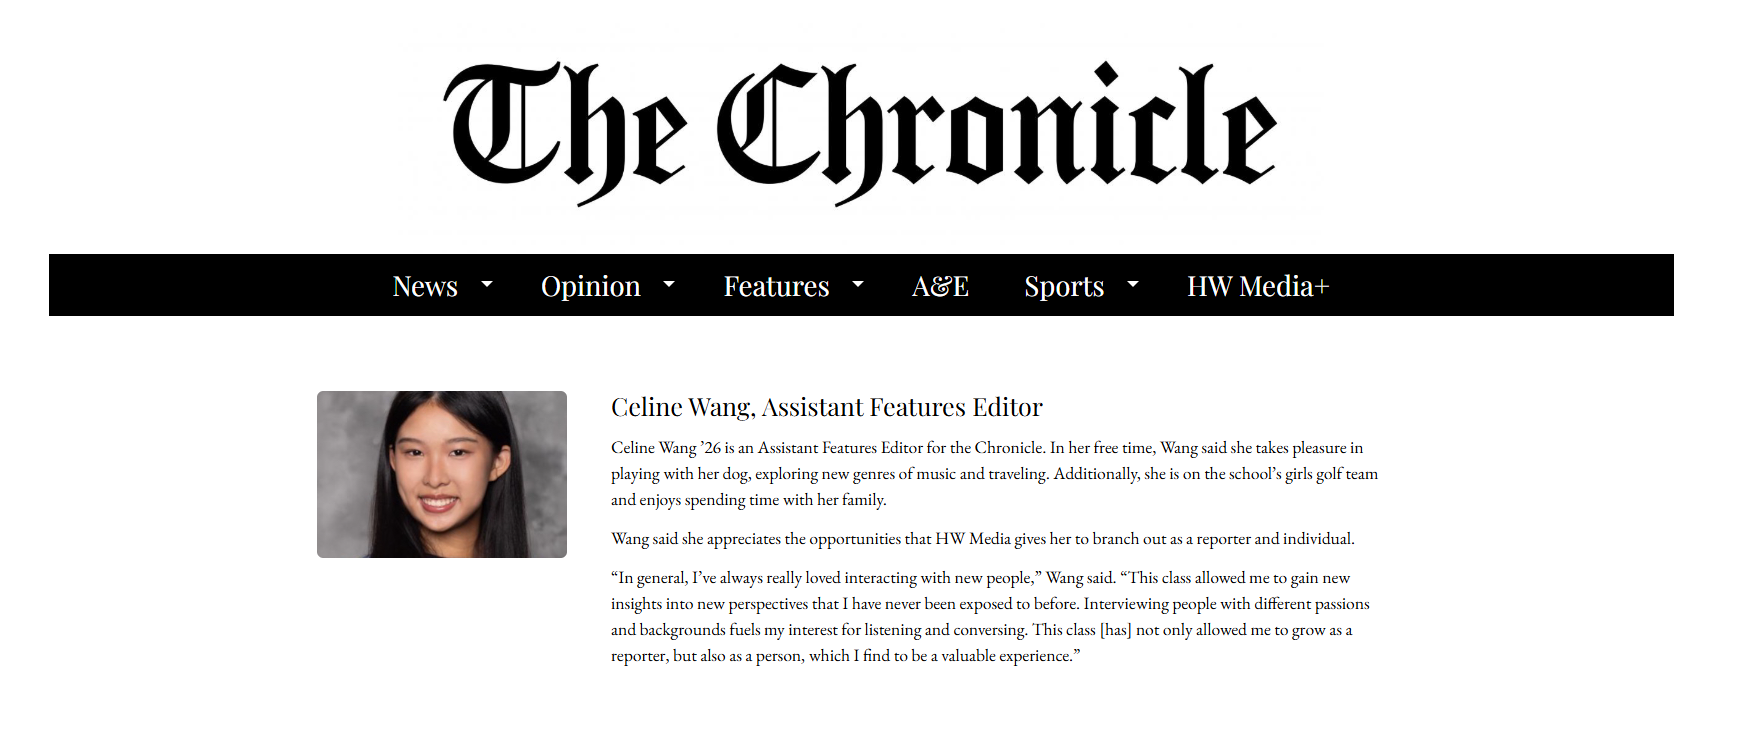 The Chronicle
News Opinion Features A&E Sports HW Media+
Celine Wang, Assistant Features Editor
Celine Wang ’26 is an Assistant Features Editor for the Chronicle. In her free time, Wang said she takes pleasure in
playing with her dog, exploring new genres of music and traveling. Additionally, she is on the school’s girls golf team
and enjoys spending time with her family.
Wang said she appreciates the opportunities that HW Media gives her to branch out as a reporter and individual.
“In general, I’ve always really loved interacting with new people,” Wang said. “This class allowed me to gain new
insights into new perspectives that I have never been exposed to before. Interviewing people with different passions
and backgrounds fuels my interest for listening and conversing. This class [has] not only allowed me to grow as a
reporter, but also as a person, which I find to be a valuable experience.”